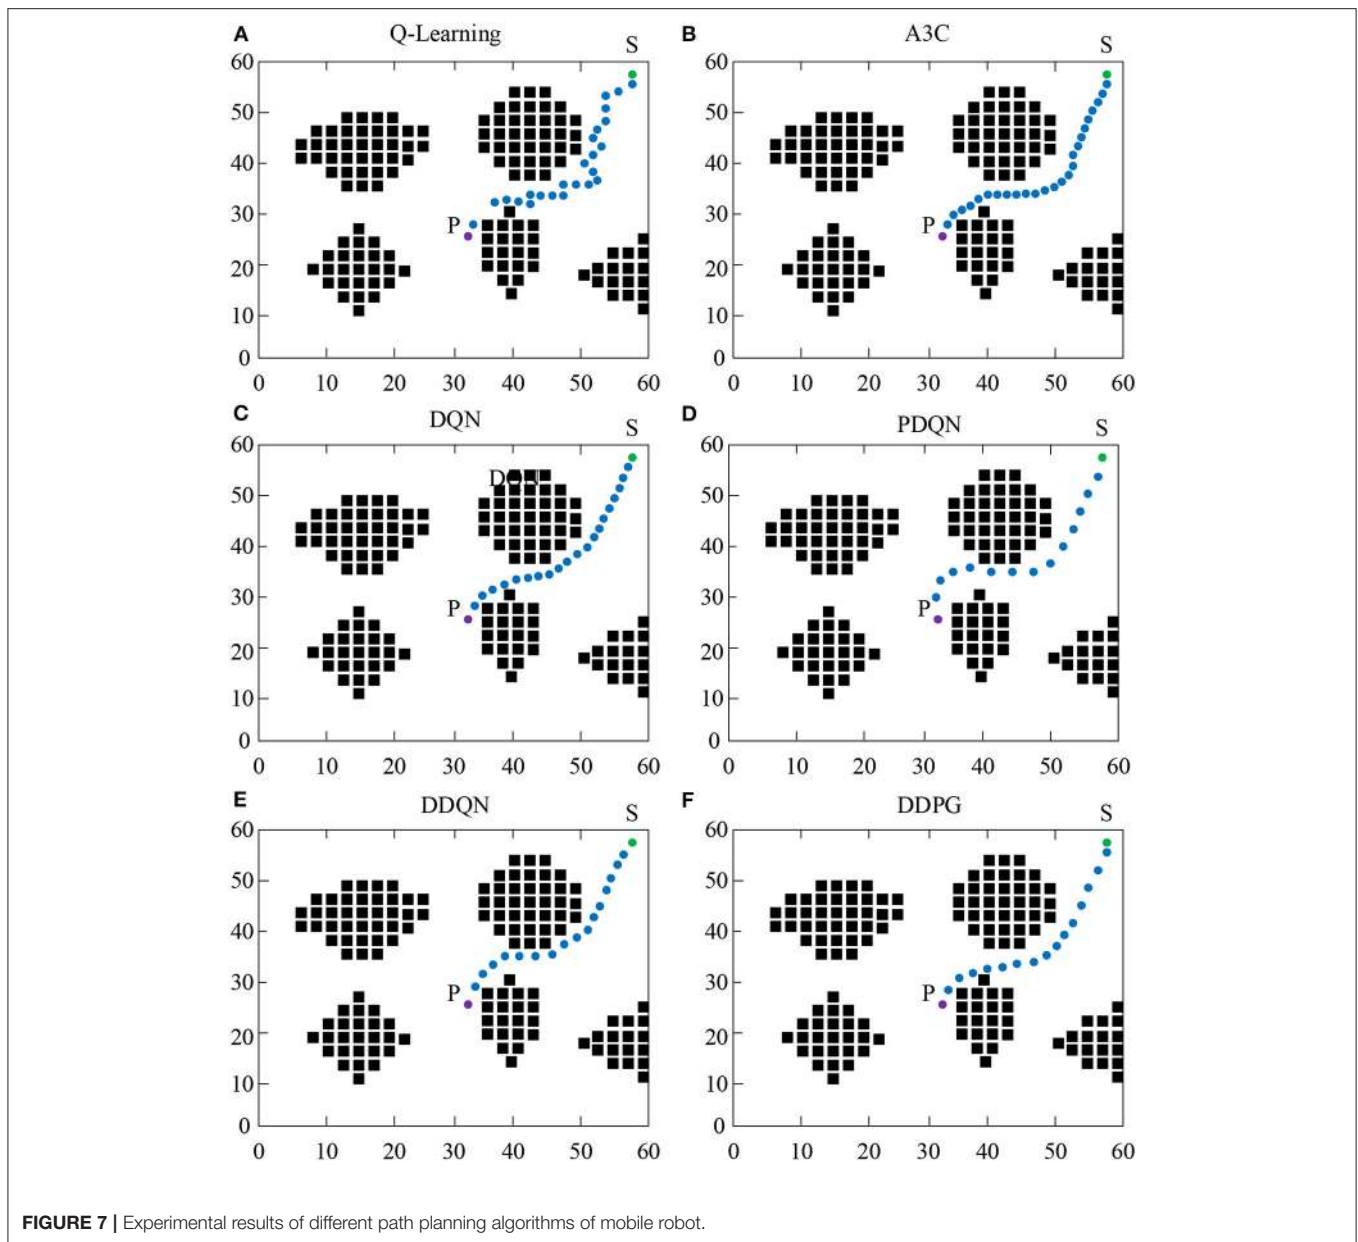 A Q-Learning B A3C
S S
60 60
50 50
40 40
30 30
P P
20 20
10 10
0 0
0 10 20 30 40 50 60 0 10 20 30 40 50 60
C DQN D PDQN
S S
60 60
DQN
50 50
40 40
30 30
P P
20 20
10 10
0 0
0 10 20 30 40 50 60 0 10 20 30 40 50 60
E DDQN F DDPG
S S
60 60
50 50
40 40
30 30
P P
20 20
10 10
0 0
0 10 20 30 40 50 60 0 10 20 30 40 50 60
FIGURE 7 | Experimental results of different path planning algorithms of mobile robot.